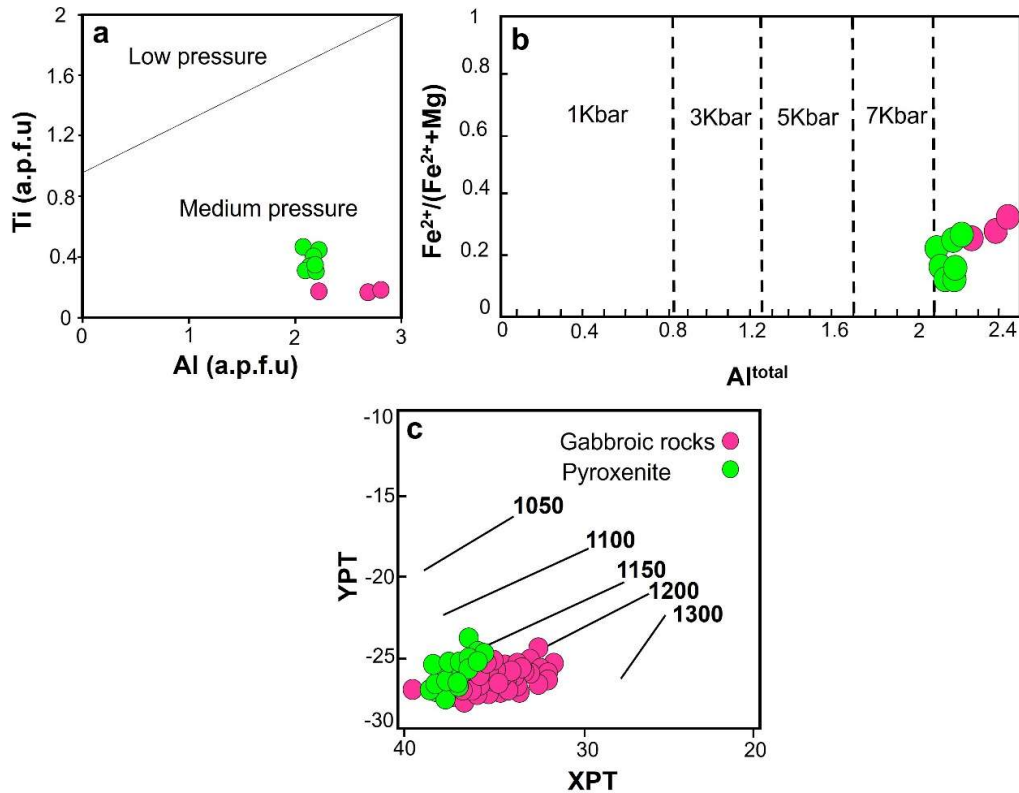 a
2
1.6
1.2
0.8
0.4
0
Ti (a.p.f.u)
Low pressure
Medium pressure
0
1
2
3
Al (a.p.f.u)
b
1
0.8
0.6
0.4
0.2
0
Fe²⁺/(Fe²⁺+Mg)
1Kbar
3Kbar
5Kbar
7Kbar
0
0.4
0.8
1.2
1.6
2
2.4
Al^total
c
-10
-15
-20
-25
-30
YPT
Gabbroic rocks
Pyroxenite
1050
1100
1150
1200
1300
40
30
20
XPT